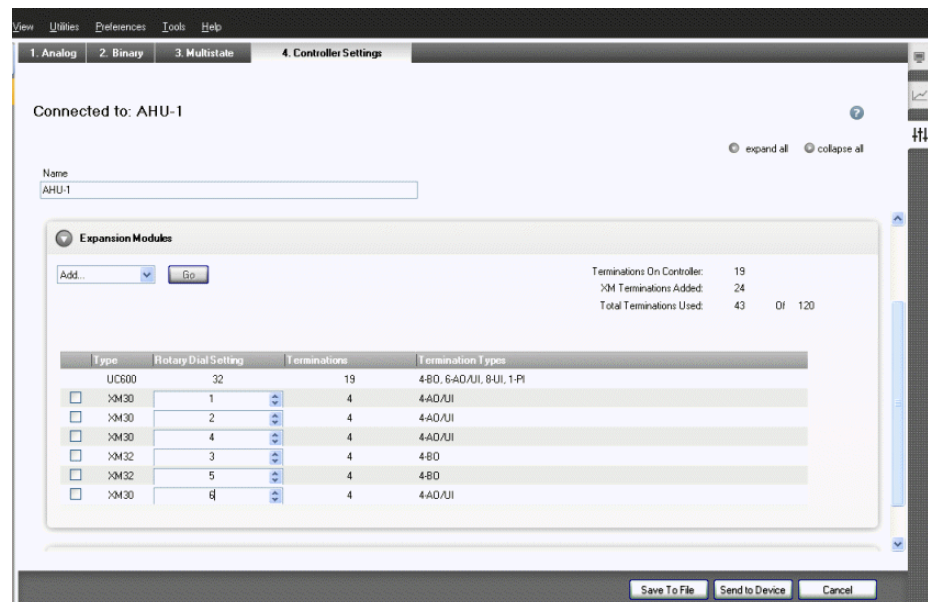 View Utilities Preferences Tools Help
1. Analog 2. Binary 3. Multistate 4. Controller Settings
Connected to: AHU-1
expand all collapse all
Name
AHU-1
Expansion Modules
Add... Go
Terminations On Controller: 19
XM Terminations Added: 24
Total Terminations Used: 43 Of 120
Type Rotary Dial Setting Terminations Termination Types
UC600 32 19 4-BO, 6-AO/UI, 8-UI, 1-PI
XM30 1 4 4-AO/UI
XM30 2 4 4-AO/UI
XM30 4 4 4-AO/UI
XM32 3 4 4-BO
XM32 5 4 4-BO
XM30 6 4 4-AO/UI
Save To File Send to Device Cancel